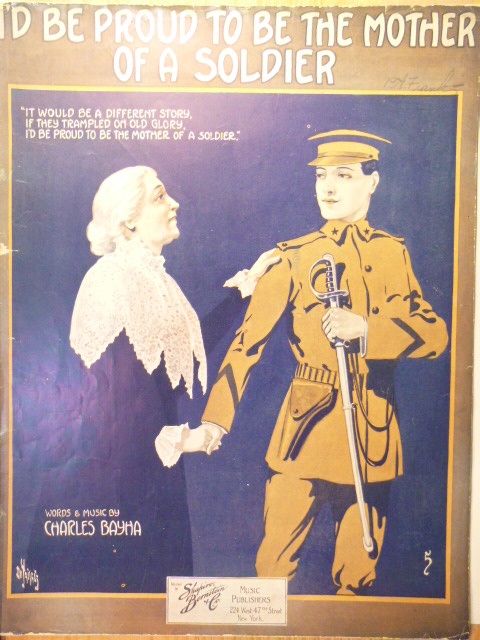 I'D BE PROUD TO BE THE MOTHER
OF A SOLDIER
"IT WOULD BE A DIFFERENT STORY,
IF THEY TRAMPLED ON OLD GLORY,
I'D BE PROUD TO BE THE MOTHER OF A SOLDIER."
WORDS & MUSIC BY
CHARLES BAYHA
Shapiro
Bernstein
& Co.
MUSIC
PUBLISHERS
224 West 47TH Street
New York.